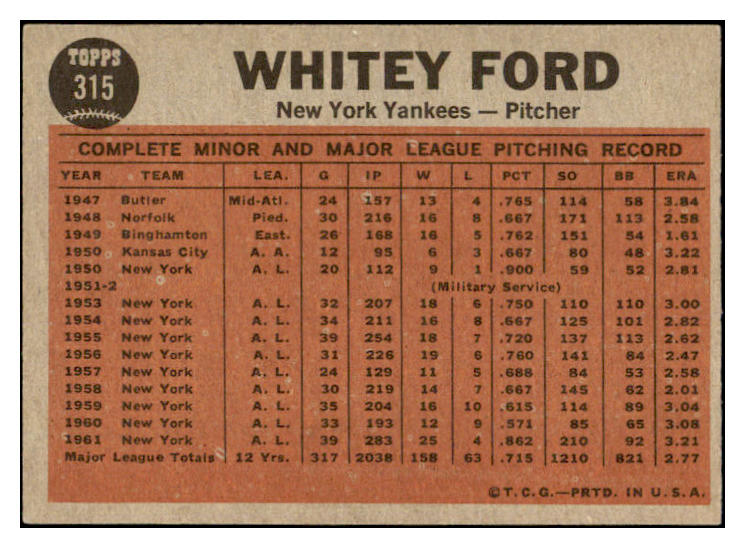 TOPPS
315
WHITEY FORD
New York Yankees — Pitcher
COMPLETE MINOR AND MAJOR LEAGUE PITCHING RECORD
YEAR TEAM LEA. G IP W L PCT SO BB ERA
1947 Butler Mid-Atl. 24 157 13 4 .765 114 58 3.84
1948 Norfolk Pied. 30 216 16 8 .667 171 113 2.58
1949 Binghamton East. 26 168 16 5 .762 151 54 1.61
1950 Kansas City A. A. 12 95 6 3 .667 80 48 3.22
1950 New York A. L. 20 112 9 1 .900 59 52 2.81
1951-2 (Military Service)
1953 New York A. L. 32 207 18 6 .750 110 110 3.00
1954 New York A. L. 34 211 16 8 .667 125 101 2.82
1955 New York A. L. 39 254 18 7 .720 137 113 2.62
1956 New York A. L. 31 226 19 6 .760 141 84 2.47
1957 New York A. L. 24 129 11 5 .688 84 53 2.58
1958 New York A. L. 30 219 14 7 .667 145 62 2.01
1959 New York A. L. 35 204 16 10 .615 114 89 3.04
1960 New York A. L. 33 193 12 9 .571 85 65 3.08
1961 New York A. L. 39 283 25 4 .862 210 92 3.21
Major League Totals 12 Yrs. 317 2038 158 63 .715 1210 821 2.77
©T.C.G.—PRTD. IN U.S.A.